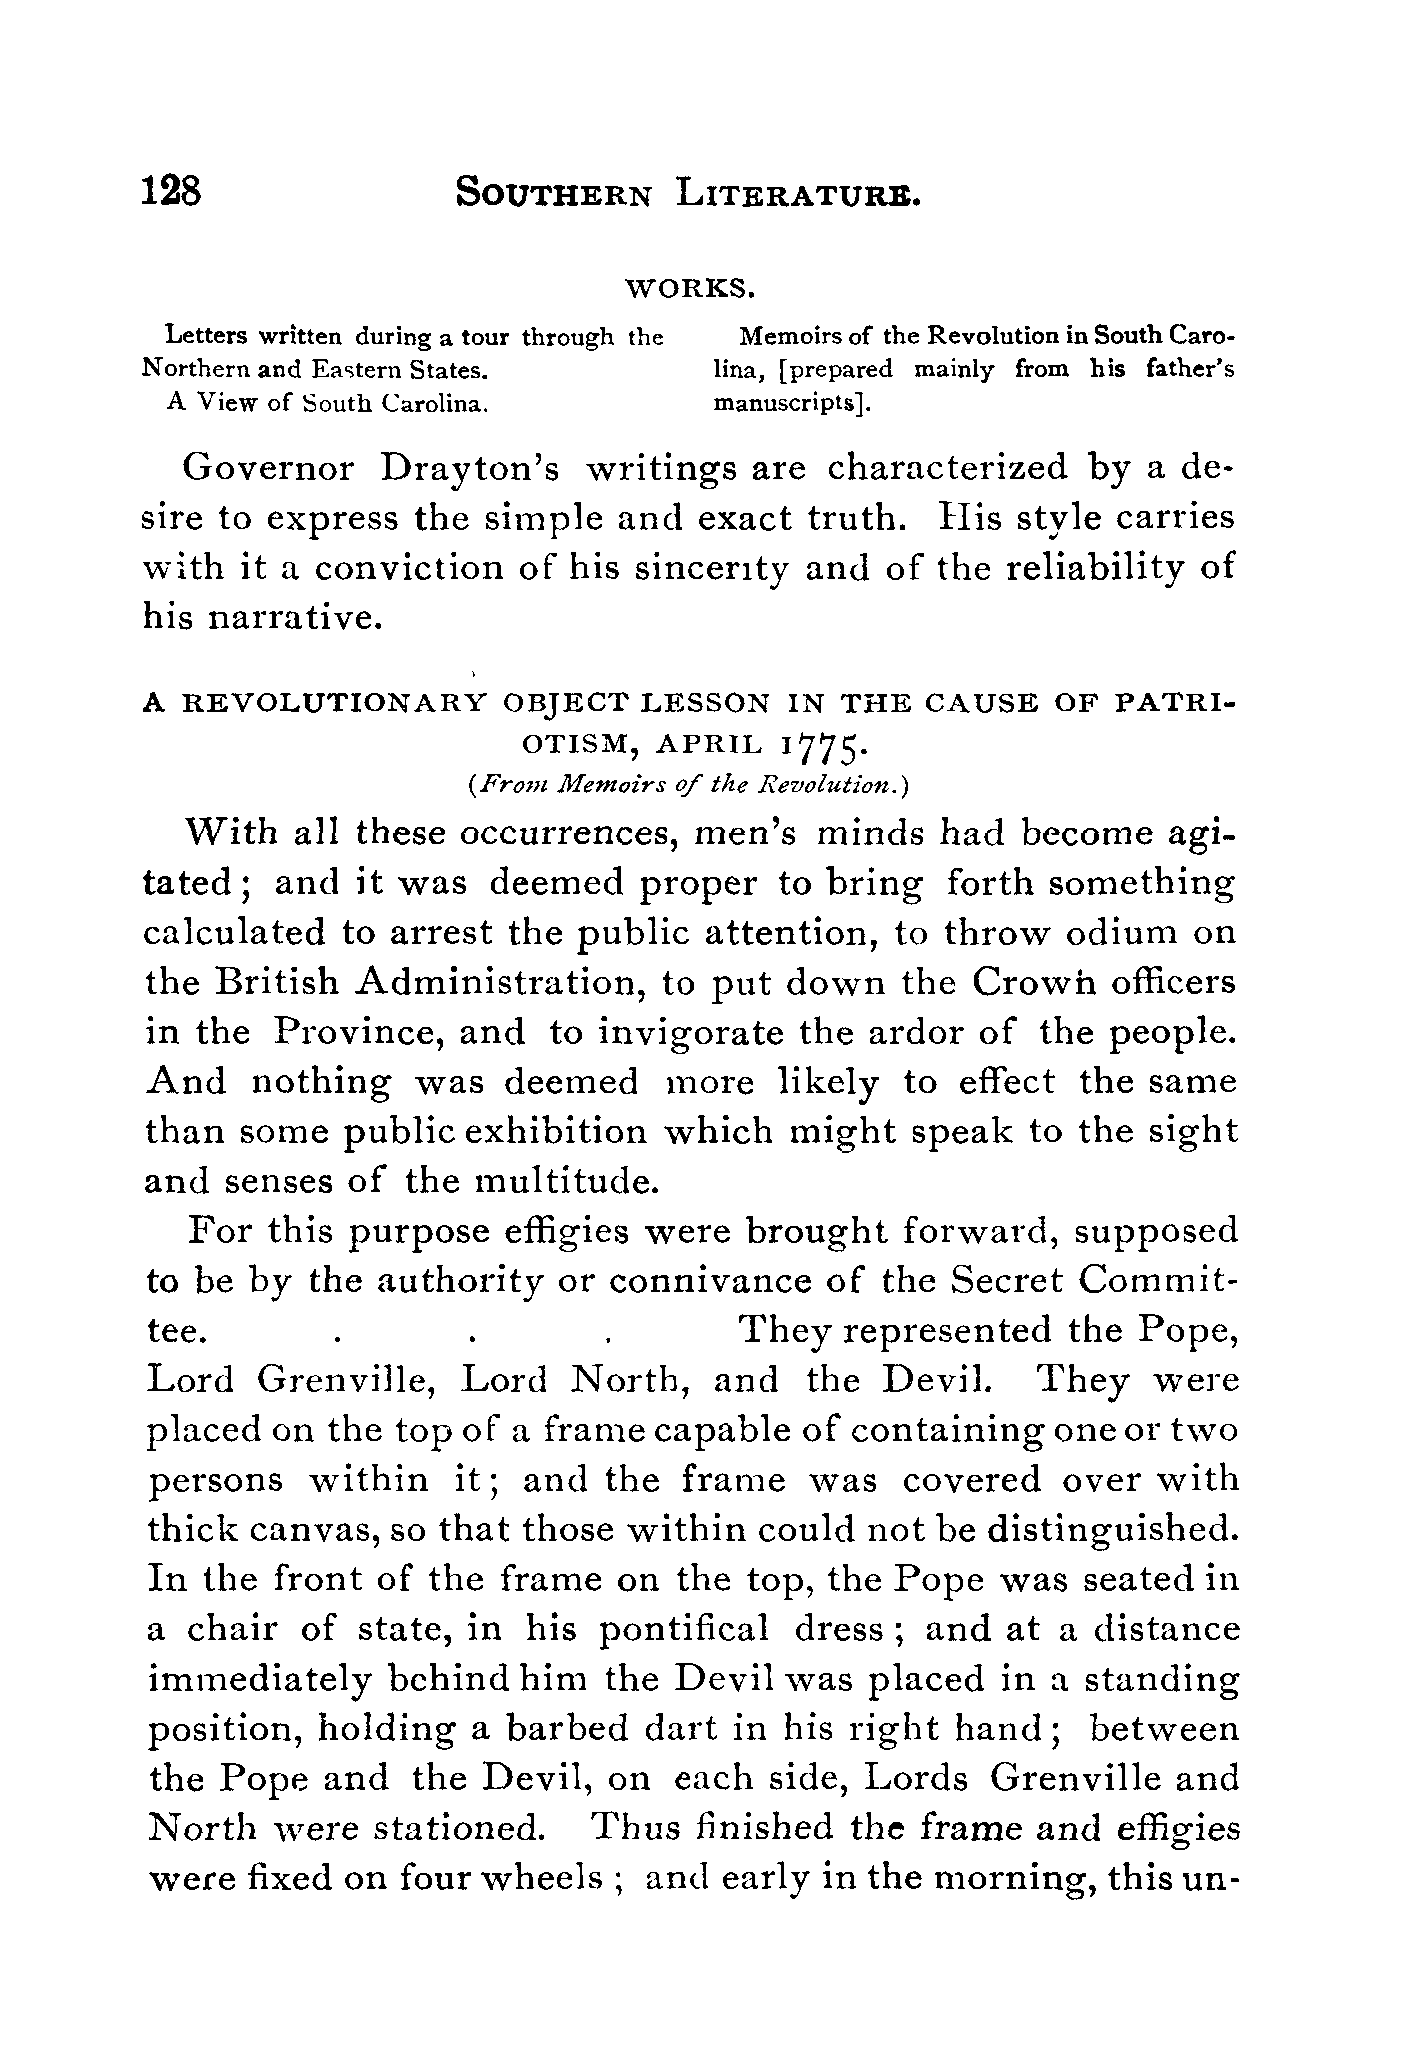 128 SOUTHERN LITERATURE.
WORKS.
Letters written during a tour through the
Northern and Eastern States.
A View of South Carolina.
Memoirs of the Revolution in South Caro-
lina, [prepared mainly from his father's
manuscripts].
Governor Drayton's writings are characterized by a de-
sire to express the simple and exact truth. His style carries
with it a conviction of his sincerity and of the reliability of
his narrative.
A REVOLUTIONARY OBJECT LESSON IN THE CAUSE OF PATRI-
OTISM, APRIL 1775.
(From Memoirs of the Revolution.)
With all these occurrences, men's minds had become agi-
tated; and it was deemed proper to bring forth something
calculated to arrest the public attention, to throw odium on
the British Administration, to put down the Crown officers
in the Province, and to invigorate the ardor of the people.
And nothing was deemed more likely to effect the same
than some public exhibition which might speak to the sight
and senses of the multitude.
For this purpose effigies were brought forward, supposed
to be by the authority or connivance of the Secret Commit-
tee. . . . They represented the Pope,
Lord Grenville, Lord North, and the Devil. They were
placed on the top of a frame capable of containing one or two
persons within it; and the frame was covered over with
thick canvas, so that those within could not be distinguished.
In the front of the frame on the top, the Pope was seated in
a chair of state, in his pontifical dress; and at a distance
immediately behind him the Devil was placed in a standing
position, holding a barbed dart in his right hand; between
the Pope and the Devil, on each side, Lords Grenville and
North were stationed. Thus finished the frame and effigies
were fixed on four wheels; and early in the morning, this un-